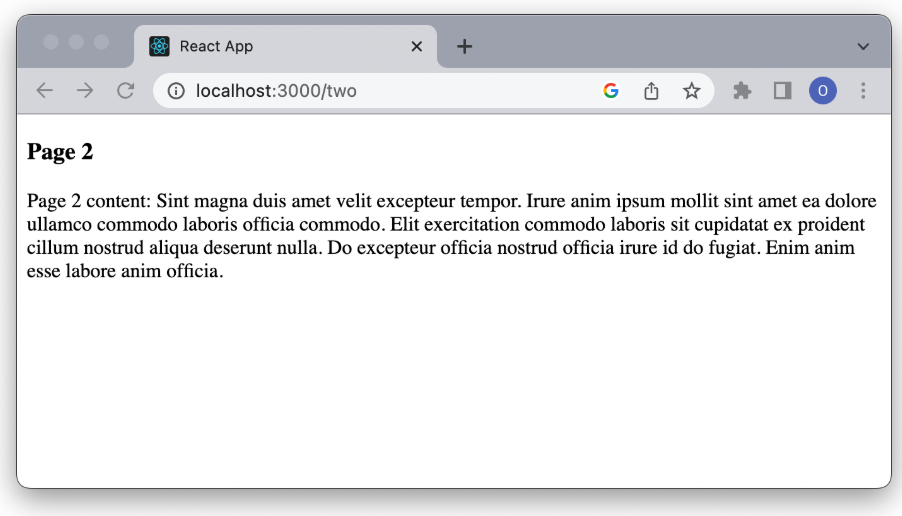 React App
localhost:3000/two
O
Page 2
Page 2 content: Sint magna duis amet velit excepteur tempor. Irure anim ipsum mollit sint amet ea dolore
ullamco commodo laboris officia commodo. Elit exercitation commodo laboris sit cupidatat ex proident
cillum nostrud aliqua deserunt nulla. Do excepteur officia nostrud officia irure id do fugiat. Enim anim
esse labore anim officia.